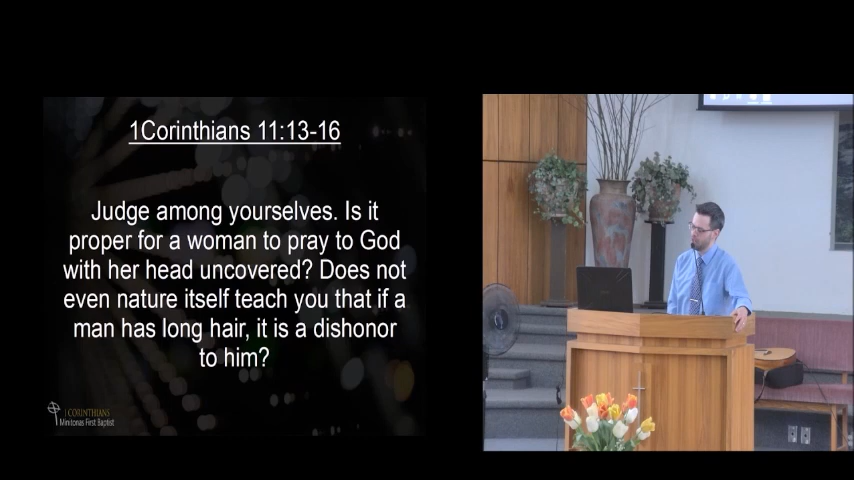 1Corinthians 11:13-16
Judge among yourselves. Is it
proper for a woman to pray to God
with her head uncovered? Does not
even nature itself teach you that if a
man has long hair, it is a dishonor
to him?
1 CORINTHIANS
Minitonas First Baptist